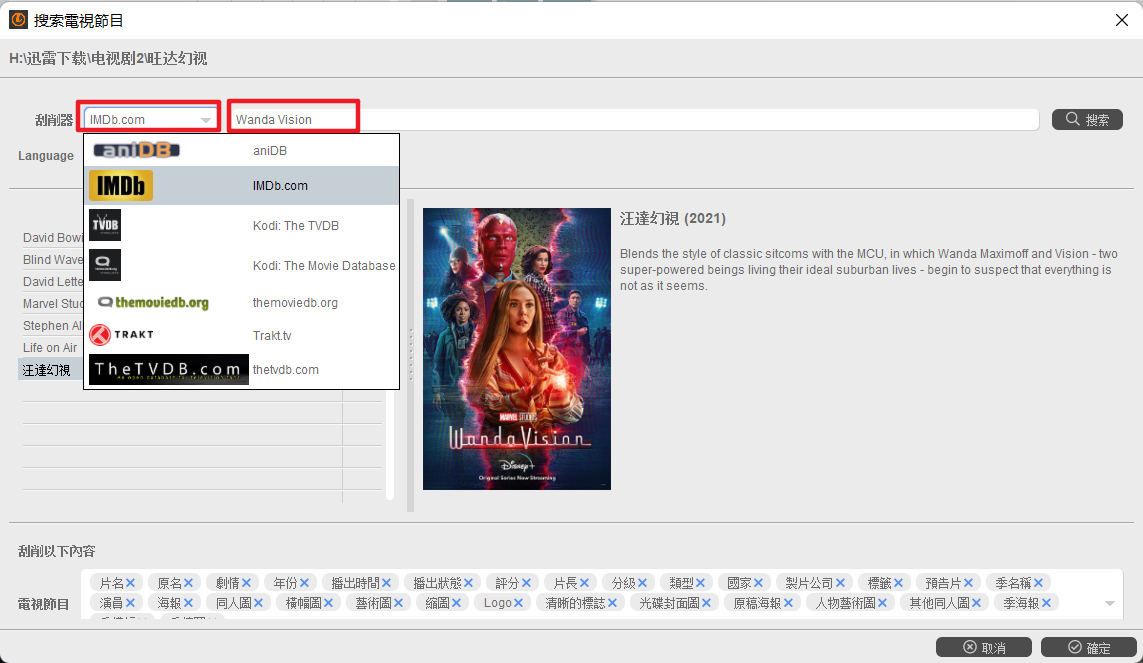 搜索電視節目
H:\迅雷下载\电视剧2\旺达幻视
刮削器 IMDb.com Wanda Vision 搜索
Language
aniDB aniDB
IMDb IMDb.com
TVDB Kodi: The TVDB
Kodi: The Movie Database
themoviedb.org themoviedb.org
TRAKT Trakt.tv
TheTVDB.com thetvdb.com
An open database for television fans
David Bowi
Blind Wave
David Lette
Marvel Stud
Stephen Al
Life on Air
汪達幻視
MARVEL STUDIOS
WandaVision
Disney+
Original Series Now Streaming
汪達幻視 (2021)
Blends the style of classic sitcoms with the MCU, in which Wanda Maximoff and Vision - two
super-powered beings living their ideal suburban lives - begin to suspect that everything is
not as it seems.
刮削以下內容
電視節目
片名 原名 劇情 年份 播出時間 播出狀態 評分 片長 分級 類型 國家 製片公司 標籤 預告片 季名稱
演員 海報 同人圖 橫幅圖 藝術圖 縮圖 Logo 清晰的標誌 光碟封面圖 原稿海報 人物藝術圖 其他同人圖 季海報
取消 確定